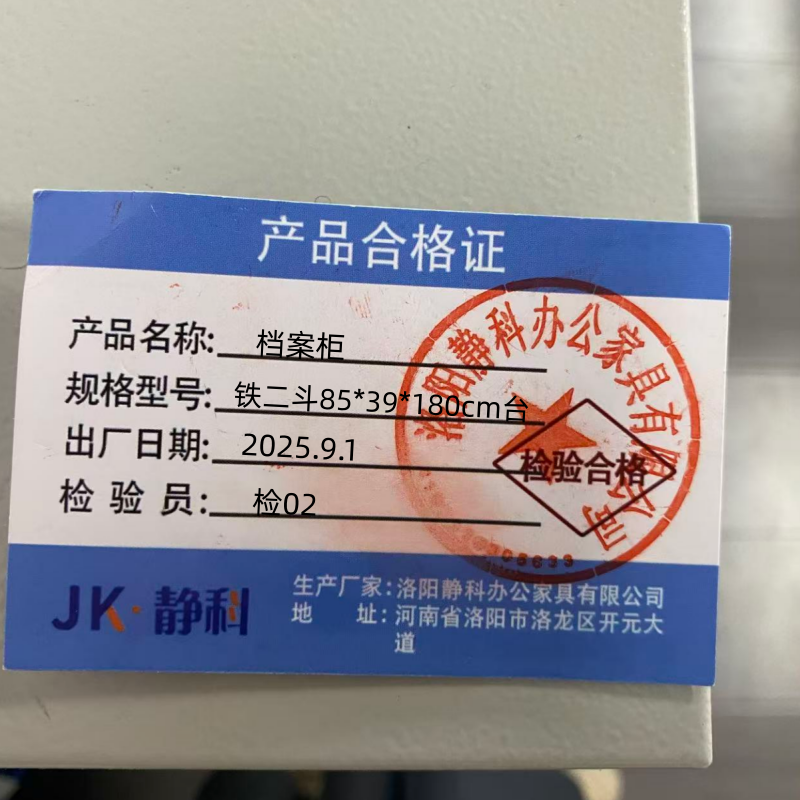 产品合格证
产品名称: 档案柜
规格型号: 铁二斗85*39*180cm台
出厂日期: 2025.9.1
检验员: 检02
洛阳静科办公家具有限公司
检验合格
JK·静科
生产厂家:洛阳静科办公家具有限公司
地 址:河南省洛阳市洛龙区开元大
道